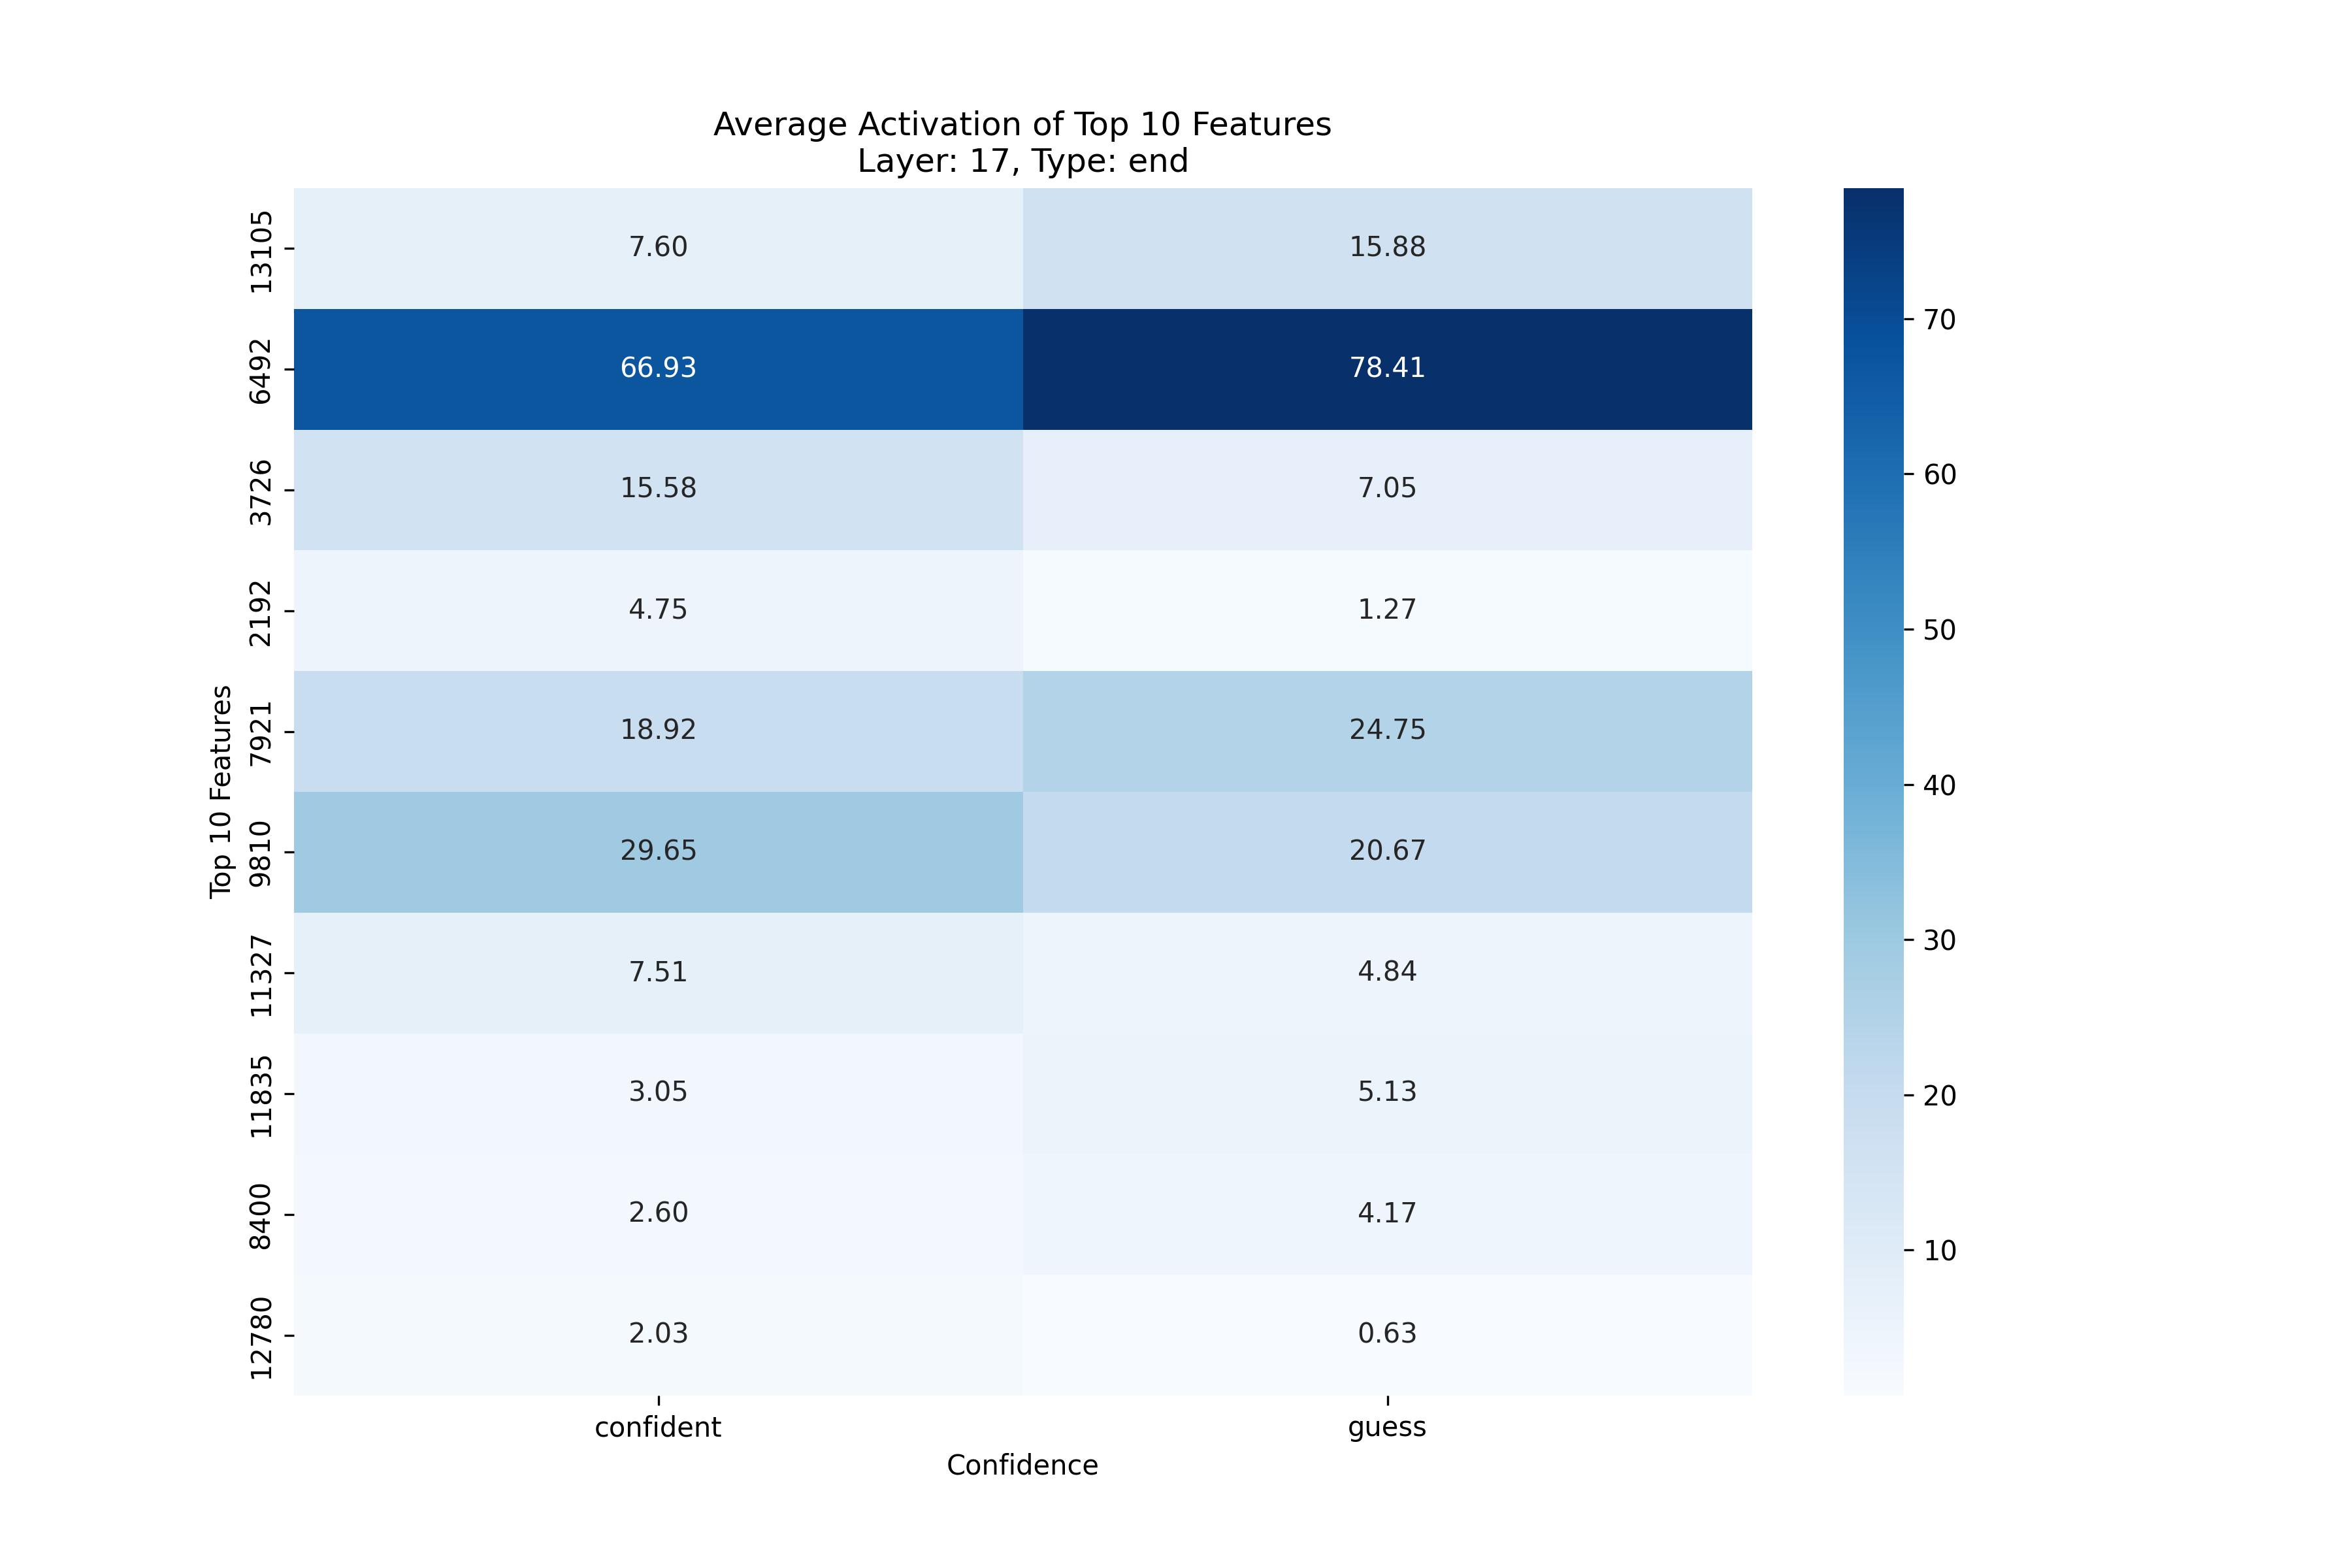 Average Activation of Top 10 Features
Layer: 17, Type: end
Top 10 Features
13105 7.60 15.88
6492 66.93 78.41
3726 15.58 7.05
2192 4.75 1.27
7921 18.92 24.75
9810 29.65 20.67
11327 7.51 4.84
11835 3.05 5.13
8400 2.60 4.17
12780 2.03 0.63
confident guess
Confidence
70
60
50
40
30
20
10